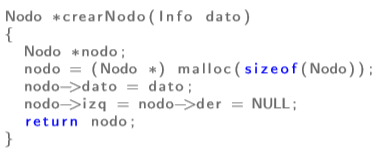 Nodo *crearNodo(Info dato)
{
  Nodo *nodo;
  nodo = (Nodo *) malloc(sizeof(Nodo));
  nodo->dato = dato;
  nodo->izq = nodo->der = NULL;
  return nodo;
}